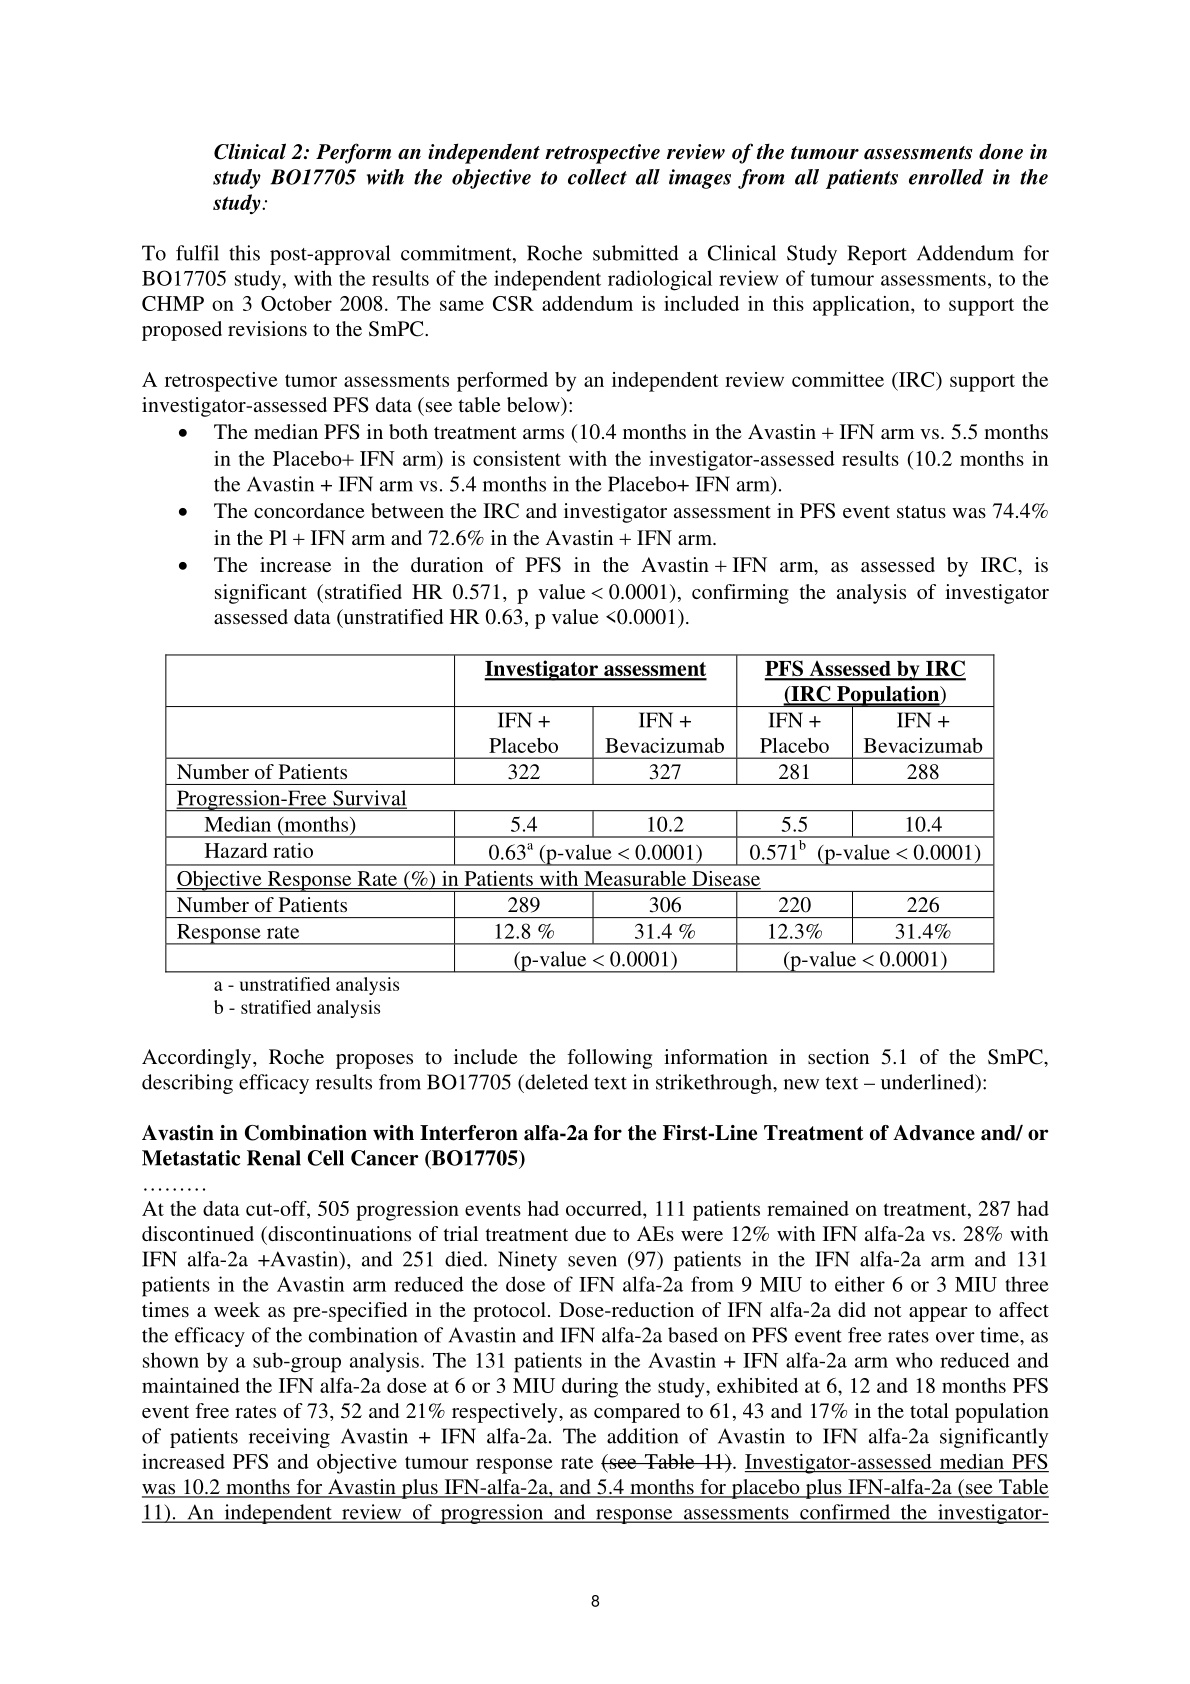 Clinical 2: Perform an independent retrospective review of the tumour assessments done in
study BO17705 with the objective to collect all images from all patients enrolled in the
study:
To fulfil this post-approval commitment, Roche submitted a Clinical Study Report Addendum for
BO17705 study, with the results of the independent radiological review of tumour assessments, to the
CHMP on 3 October 2008. The same CSR addendum is included in this application, to support the
proposed revisions to the SmPC.
A retrospective tumor assessments performed by an independent review committee (IRC) support the
investigator-assessed PFS data (see table below):
• The median PFS in both treatment arms (10.4 months in the Avastin + IFN arm vs. 5.5 months
in the Placebo+ IFN arm) is consistent with the investigator-assessed results (10.2 months in
the Avastin + IFN arm vs. 5.4 months in the Placebo+ IFN arm).
• The concordance between the IRC and investigator assessment in PFS event status was 74.4%
in the Pl + IFN arm and 72.6% in the Avastin + IFN arm.
• The increase in the duration of PFS in the Avastin + IFN arm, as assessed by IRC, is
significant (stratified HR 0.571, p value < 0.0001), confirming the analysis of investigator
assessed data (unstratified HR 0.63, p value <0.0001).
Investigator assessment PFS Assessed by IRC
(IRC Population)
IFN + IFN + IFN + IFN +
Placebo Bevacizumab Placebo Bevacizumab
Number of Patients 322 327 281 288
Progression-Free Survival
Median (months) 5.4 10.2 5.5 10.4
Hazard ratio 0.63a (p-value < 0.0001) 0.571b (p-value < 0.0001)
Objective Response Rate (%) in Patients with Measurable Disease
Number of Patients 289 306 220 226
Response rate 12.8 % 31.4 % 12.3% 31.4%
(p-value < 0.0001) (p-value < 0.0001)
a - unstratified analysis
b - stratified analysis
Accordingly, Roche proposes to include the following information in section 5.1 of the SmPC,
describing efficacy results from BO17705 (deleted text in strikethrough, new text – underlined):
Avastin in Combination with Interferon alfa-2a for the First-Line Treatment of Advance and/ or
Metastatic Renal Cell Cancer (BO17705)
………
At the data cut-off, 505 progression events had occurred, 111 patients remained on treatment, 287 had
discontinued (discontinuations of trial treatment due to AEs were 12% with IFN alfa-2a vs. 28% with
IFN alfa-2a +Avastin), and 251 died. Ninety seven (97) patients in the IFN alfa-2a arm and 131
patients in the Avastin arm reduced the dose of IFN alfa-2a from 9 MIU to either 6 or 3 MIU three
times a week as pre-specified in the protocol. Dose-reduction of IFN alfa-2a did not appear to affect
the efficacy of the combination of Avastin and IFN alfa-2a based on PFS event free rates over time, as
shown by a sub-group analysis. The 131 patients in the Avastin + IFN alfa-2a arm who reduced and
maintained the IFN alfa-2a dose at 6 or 3 MIU during the study, exhibited at 6, 12 and 18 months PFS
event free rates of 73, 52 and 21% respectively, as compared to 61, 43 and 17% in the total population
of patients receiving Avastin + IFN alfa-2a. The addition of Avastin to IFN alfa-2a significantly
increased PFS and objective tumour response rate (see Table 11). Investigator-assessed median PFS
was 10.2 months for Avastin plus IFN-alfa-2a, and 5.4 months for placebo plus IFN-alfa-2a (see Table
11). An independent review of progression and response assessments confirmed the investigator-
8